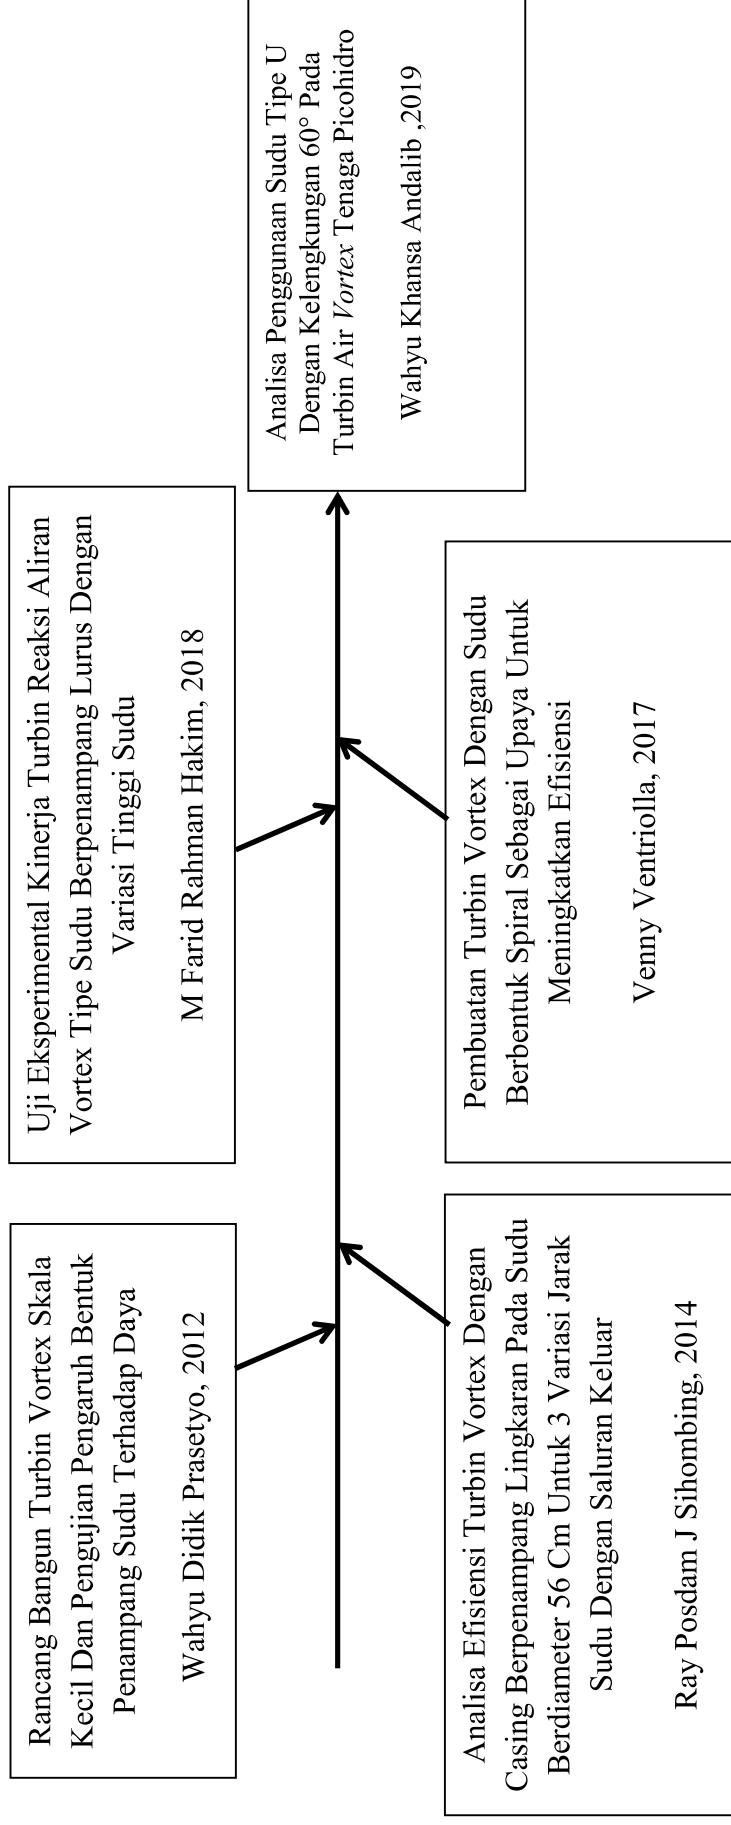 Rancang Bangun Turbin Vortex Skala
Kecil Dan Pengujian Pengaruh Bentuk
Penampang Sudu Terhadap Daya
Wahyu Didik Prasetyo, 2012
Uji Eksperimental Kinerja Turbin Reaksi Aliran
Vortex Tipe Sudu Berpenampang Lurus Dengan
Variasi Tinggi Sudu
M Farid Rahman Hakim, 2018
Analisa Penggunaan Sudu Tipe U
Dengan Kelengkungan 60° Pada
Turbin Air Vortex Tenaga Picohidro
Wahyu Khansa Andalib ,2019
Analisa Efisiensi Turbin Vortex Dengan
Casing Berpenampang Lingkaran Pada Sudu
Berdiameter 56 Cm Untuk 3 Variasi Jarak
Sudu Dengan Saluran Keluar
Ray Posdam J Sihombing, 2014
Pembuatan Turbin Vortex Dengan Sudu
Berbentuk Spiral Sebagai Upaya Untuk
Meningkatkan Efisiensi
Venny Ventriolla, 2017